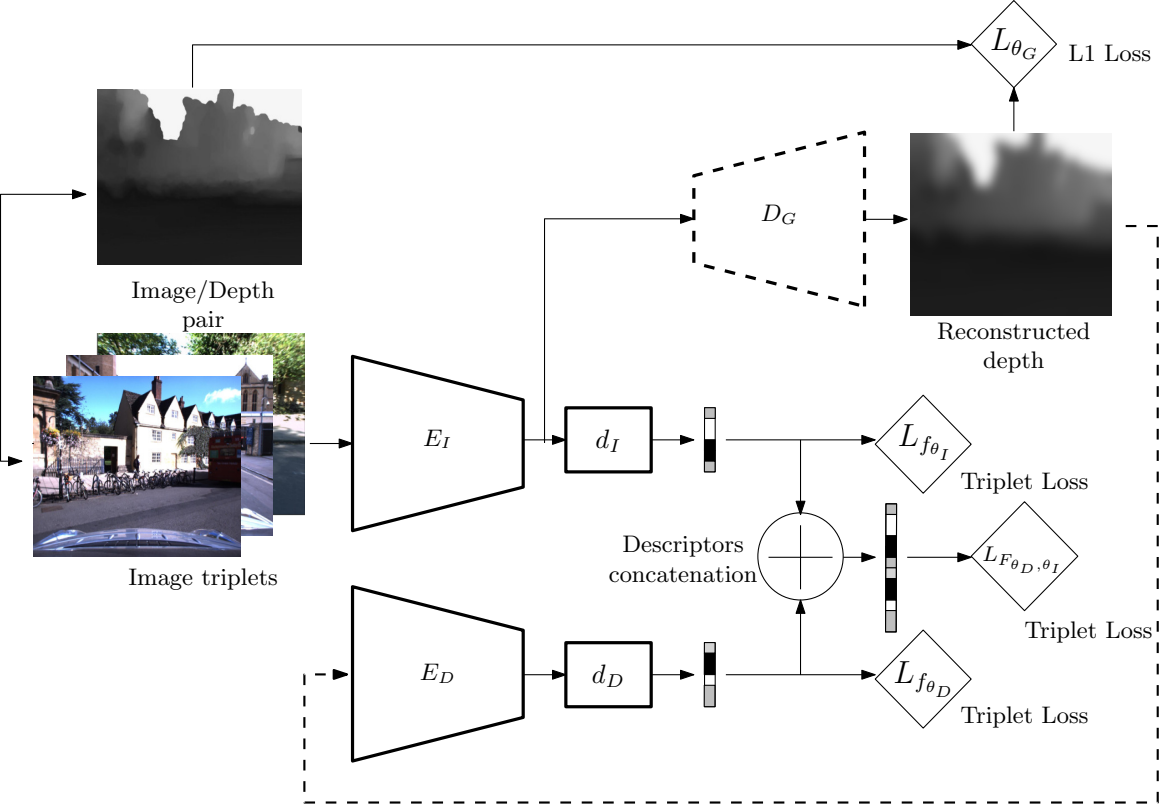 L_{θ_G}
L1 Loss
D_G
Image/Depth
pair
Reconstructed
depth
E_I
d_I
L_{f_{θ_I}}
Triplet Loss
Descriptors
concatenation
L_{F_{θ_D,θ_I}}
Image triplets
Triplet Loss
E_D
d_D
L_{f_{θ_D}}
Triplet Loss